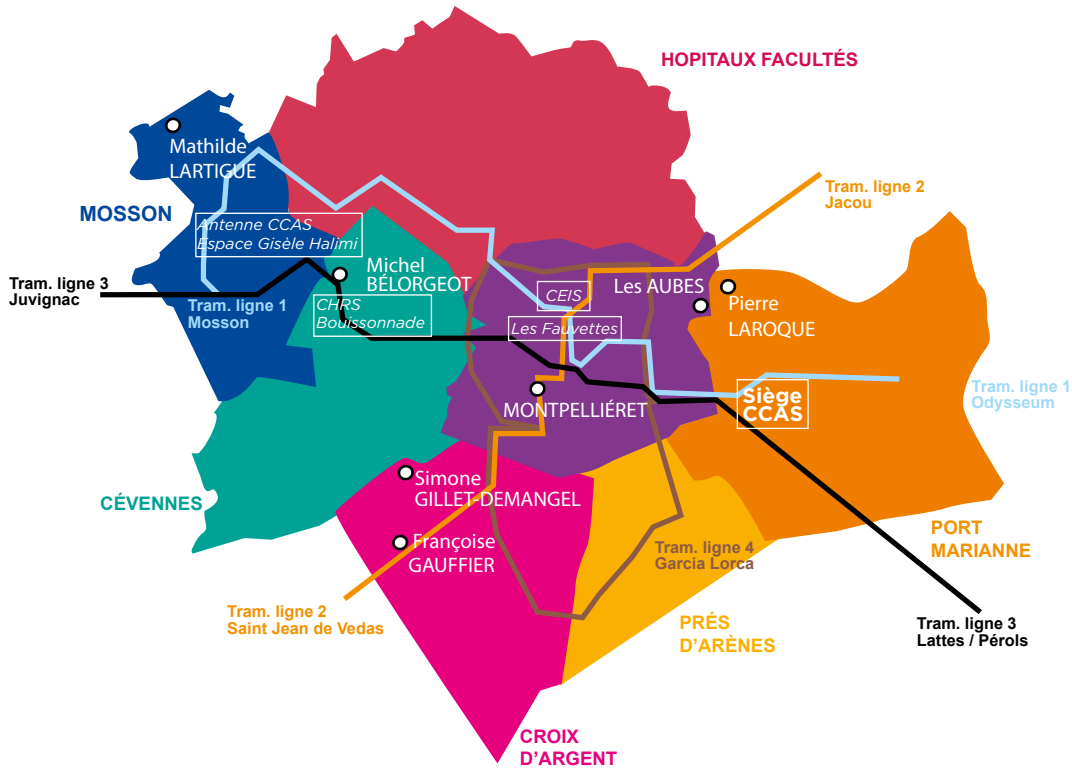 HOPITAUX FACULTÉS
Mathilde
LARTIGUE
Tram. ligne 2
Jacou
MOSSON
Antenne CCAS
Espace Gisèle Halimi
Michel
BÉLORGEOT
Tram. ligne 3
Juvignac
Tram. ligne 1
Mosson
CHRS
Bouissonnade
CEIS
Les Fauvettes
Les AUBES
Pierre
LAROQUE
MONTPELLIÉRET
Siège
CCAS
Tram. ligne 1
Odysseum
CÉVENNES
Simone
GILLET-DEMANGEL
Françoise
GAUFFIER
Tram. ligne 4
Garcia Lorca
PORT
MARIANNE
Tram. ligne 2
Saint Jean de Vedas
PRÉS
D’ARÈNES
Tram. ligne 3
Lattes / Pérols
CROIX
D’ARGENT